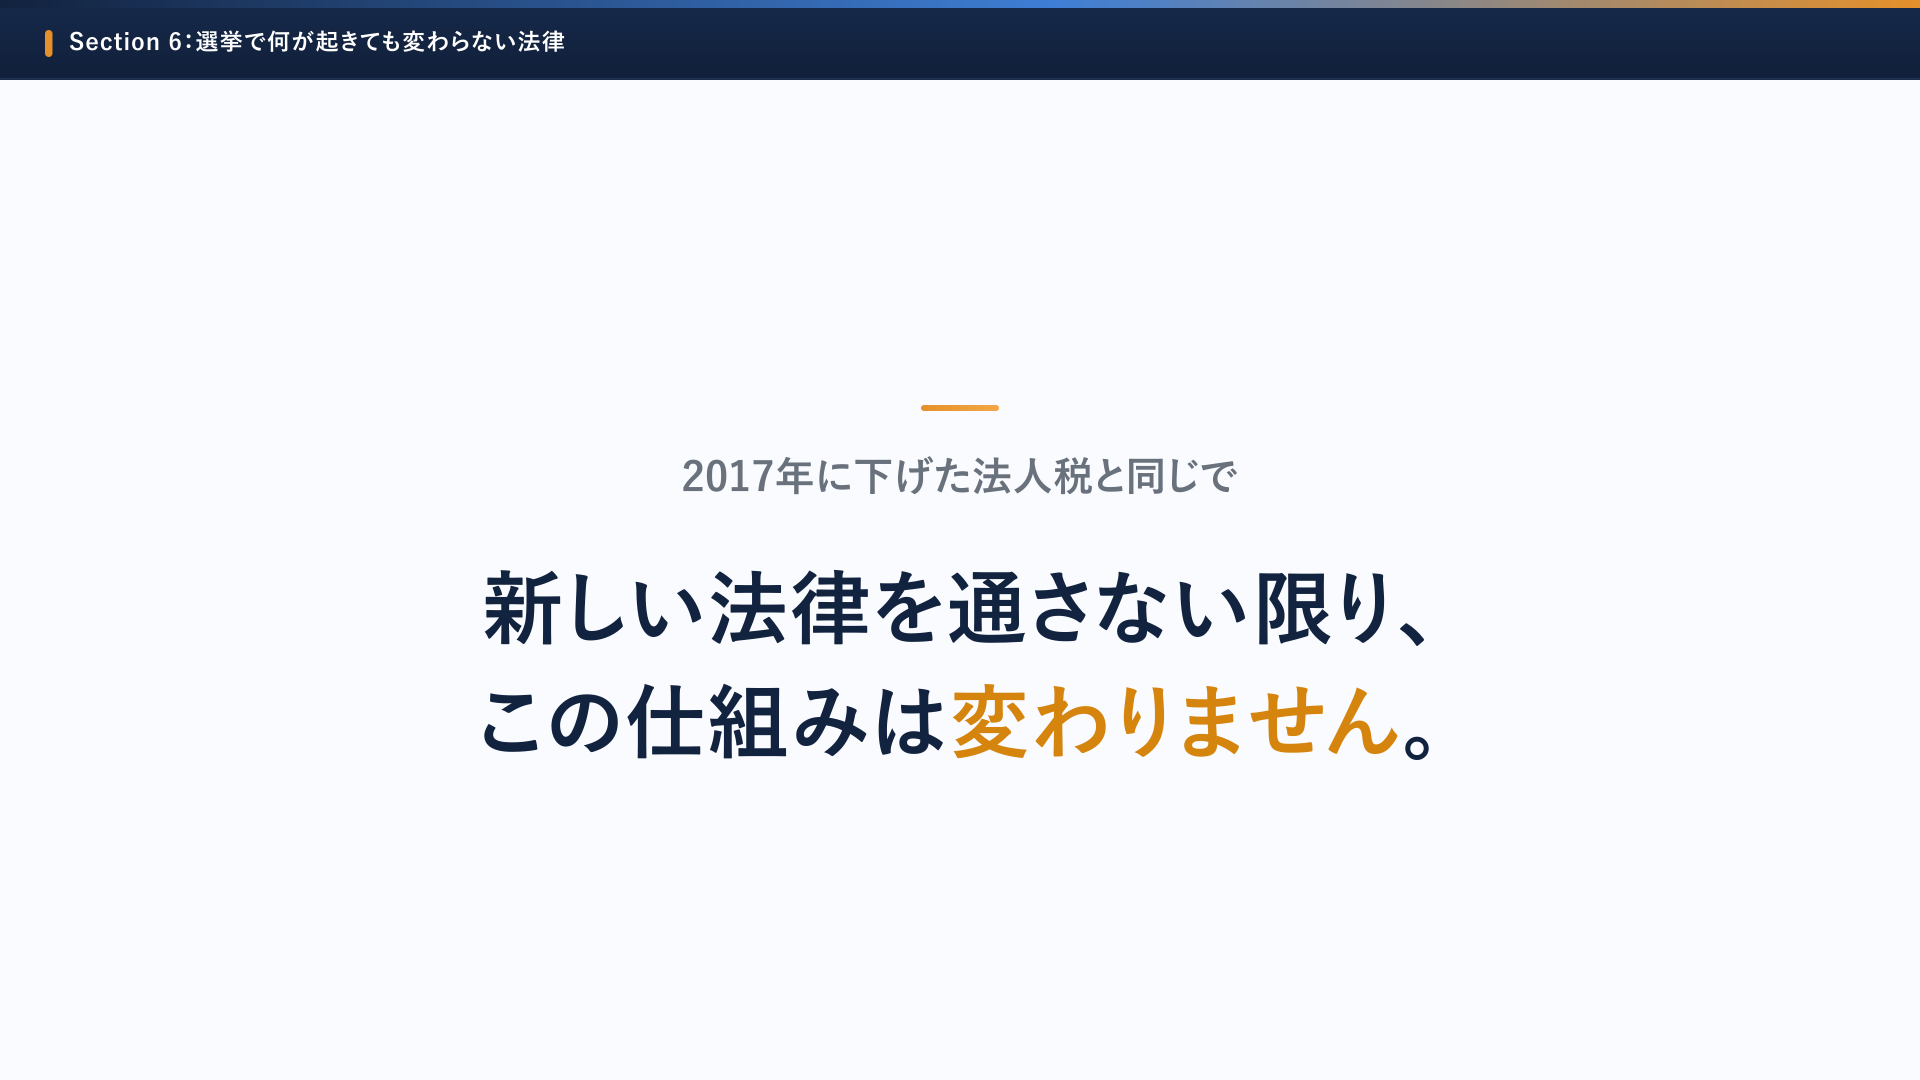 Section 6：選挙で何が起きても変わらない法律
2017年に下げた法人税と同じで
新しい法律を通さない限り、
この仕組みは変わりません。